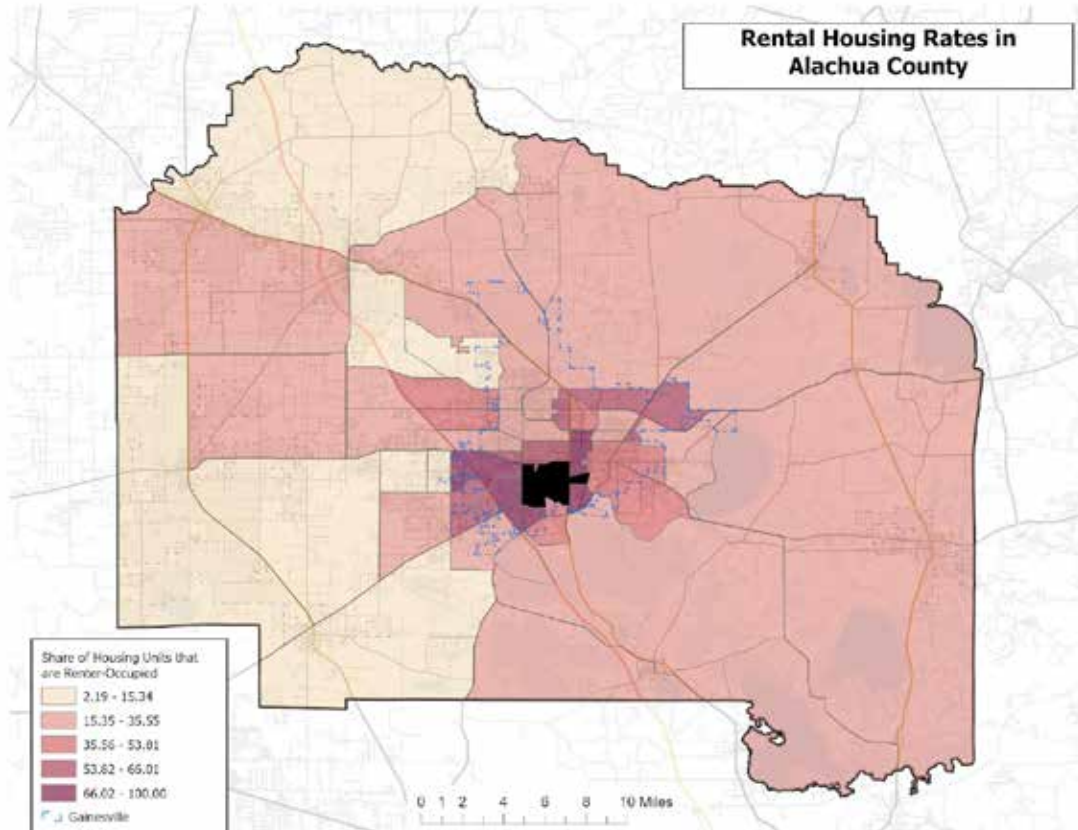 Rental Housing Rates in
Alachua County
Share of Housing Units that
are Renter-Occupied
2.19 - 15.34
15.35 - 35.55
35.56 - 53.81
53.82 - 66.01
66.02 - 100.00
Gainesville
0 1 2 4 6 8 10 Miles